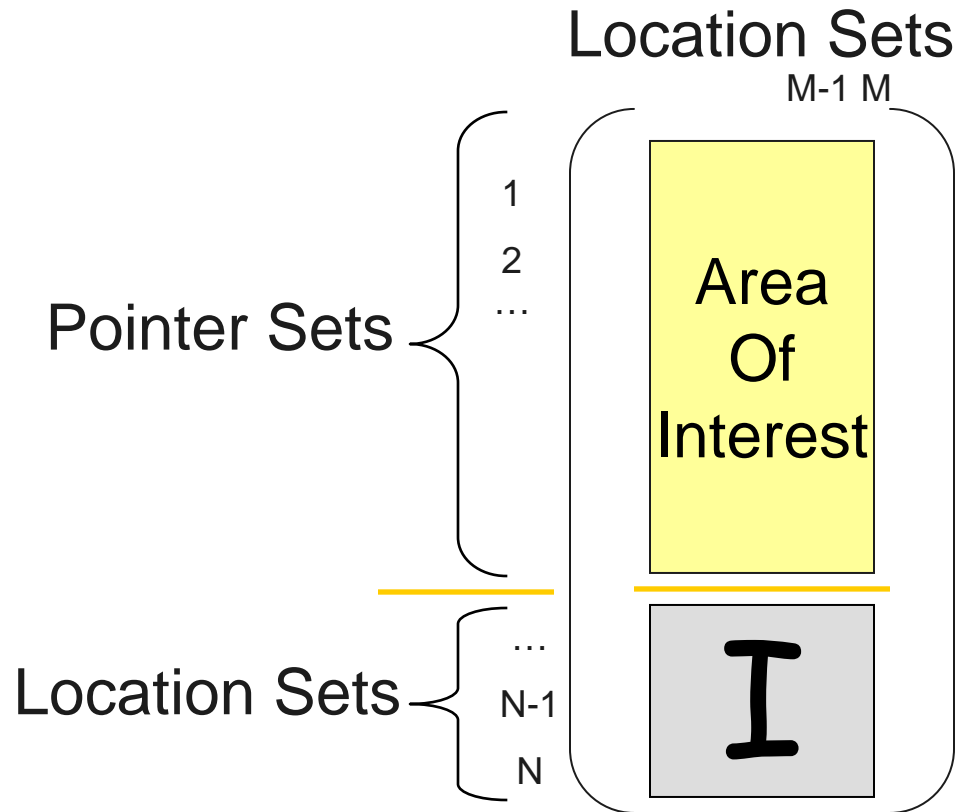 Location Sets
M-1 M
1
2
…
Pointer Sets
Area
Of
Interest
…
Location Sets
N-1
N
I